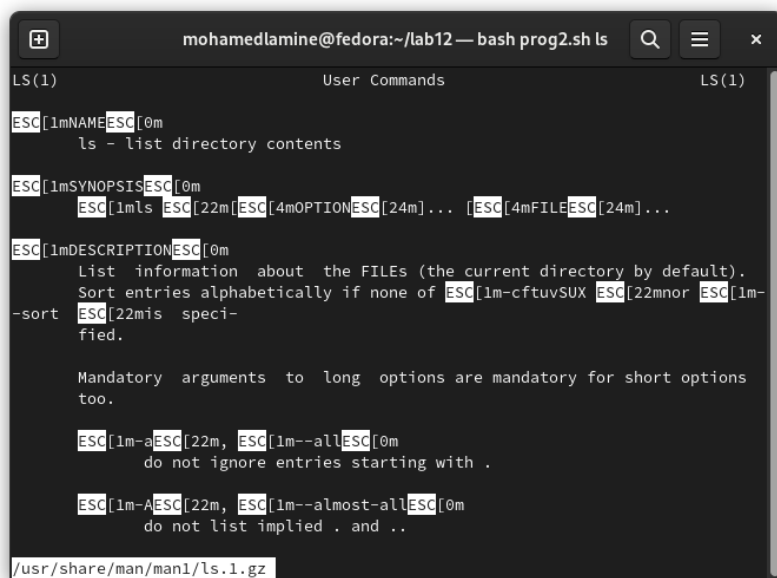 mohamedlamine@fedora:~/lab12 — bash prog2.sh ls
LS(1) User Commands LS(1)
ESC[1mNAMEESC[0m
ls - list directory contents
ESC[1mSYNOPSISESC[0m
ESC[1mls ESC[22m[ESC[4mOPTIONESC[24m]... [ESC[4mFILEESC[24m]...
ESC[1mDESCRIPTIONESC[0m
List information about the FILEs (the current directory by default).
Sort entries alphabetically if none of ESC[1m-cftuvSUX ESC[22mnor ESC[1m-
-sort ESC[22mis speci-
fied.
Mandatory arguments to long options are mandatory for short options
too.
ESC[1m-aESC[22m, ESC[1m--allESC[0m
do not ignore entries starting with .
ESC[1m-AESC[22m, ESC[1m--almost-allESC[0m
do not list implied . and ..
/usr/share/man/man1/ls.1.gz